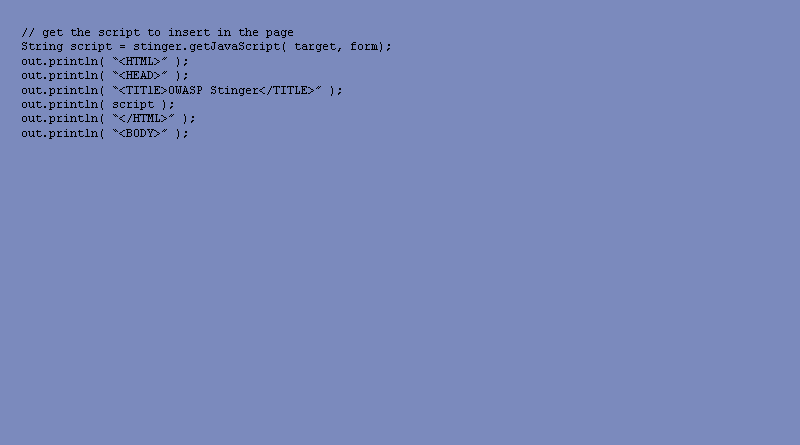 // get the script to insert in the page
String script = stinger.getJavaScript( target, form);
out.println( "<HTML>" );
out.println( "<HEAD>" );
out.println( "<TITlE>OWASP Stinger</TITLE>" );
out.println( script );
out.println( "</HTML>" );
out.println( "<BODY>" );